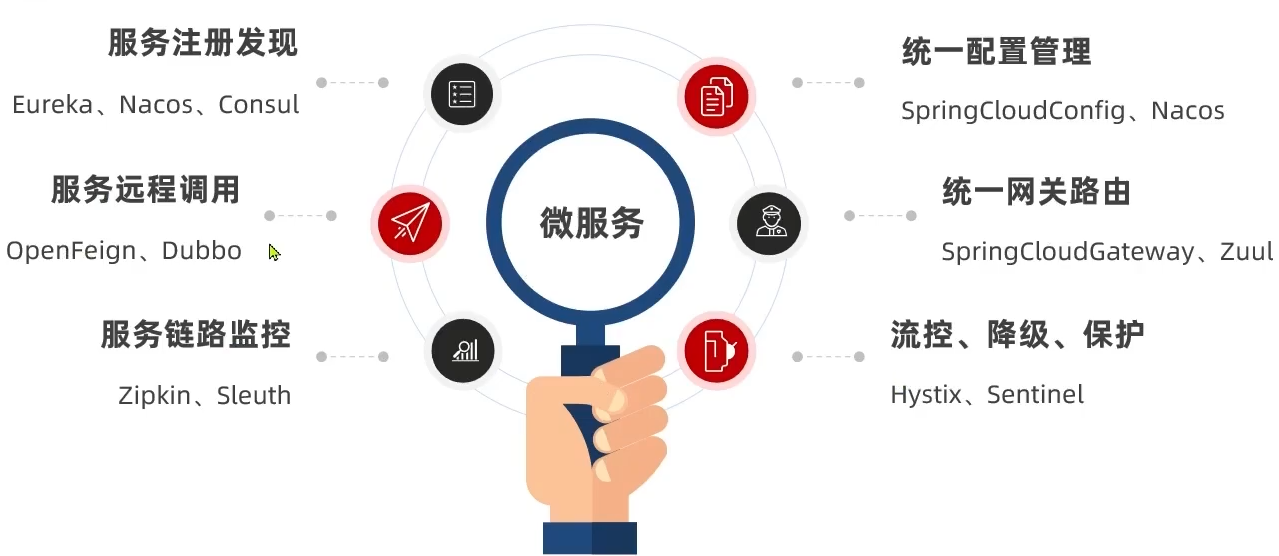 服务注册发现
Eureka、Nacos、Consul
服务远程调用
OpenFeign、Dubbo
服务链路监控
Zipkin、Sleuth
微服务
统一配置管理
SpringCloudConfig、Nacos
统一网关路由
SpringCloudGateway、Zuul
流控、降级、保护
Hystix、Sentinel